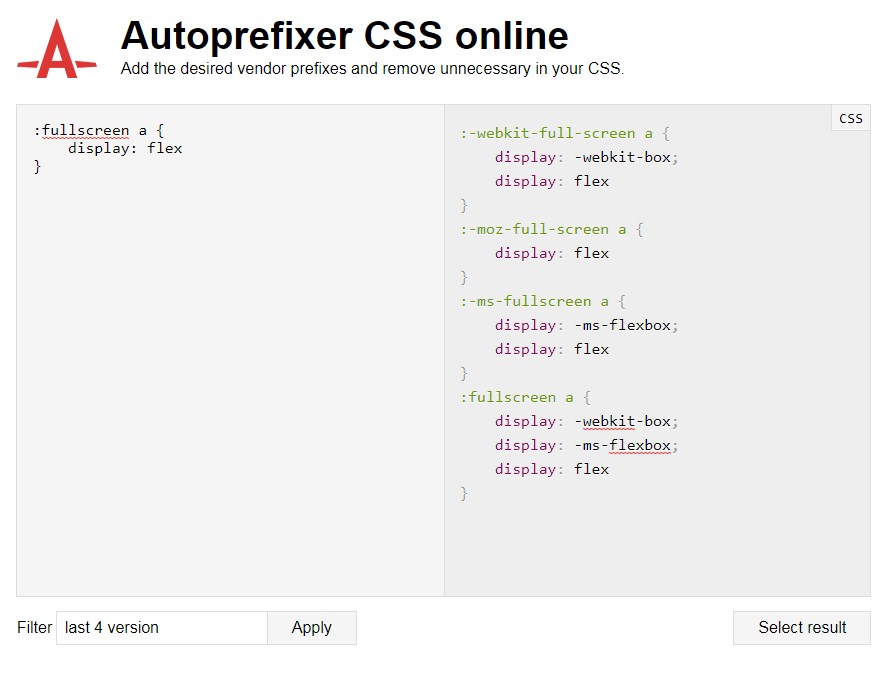 Autoprefixer CSS online
Add the desired vendor prefixes and remove unnecessary in your CSS.
:fullscreen a {
    display: flex
}
CSS
:-webkit-full-screen a {
    display: -webkit-box;
    display: flex
}
:-moz-full-screen a {
    display: flex
}
:-ms-fullscreen a {
    display: -ms-flexbox;
    display: flex
}
:fullscreen a {
    display: -webkit-box;
    display: -ms-flexbox;
    display: flex
}
Filter last 4 version Apply Select result